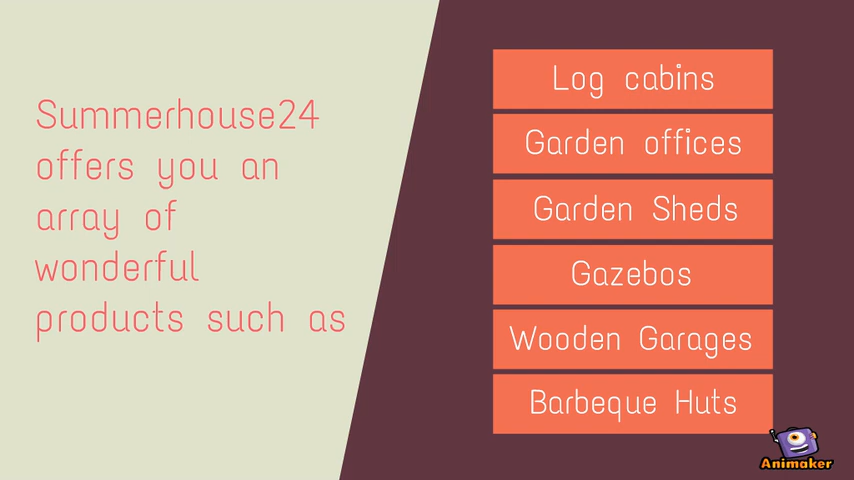 Summerhouse24
offers you an
array of
wonderful
products such as
Log cabins
Garden offices
Garden Sheds
Gazebos
Wooden Garages
Barbeque Huts
Animaker